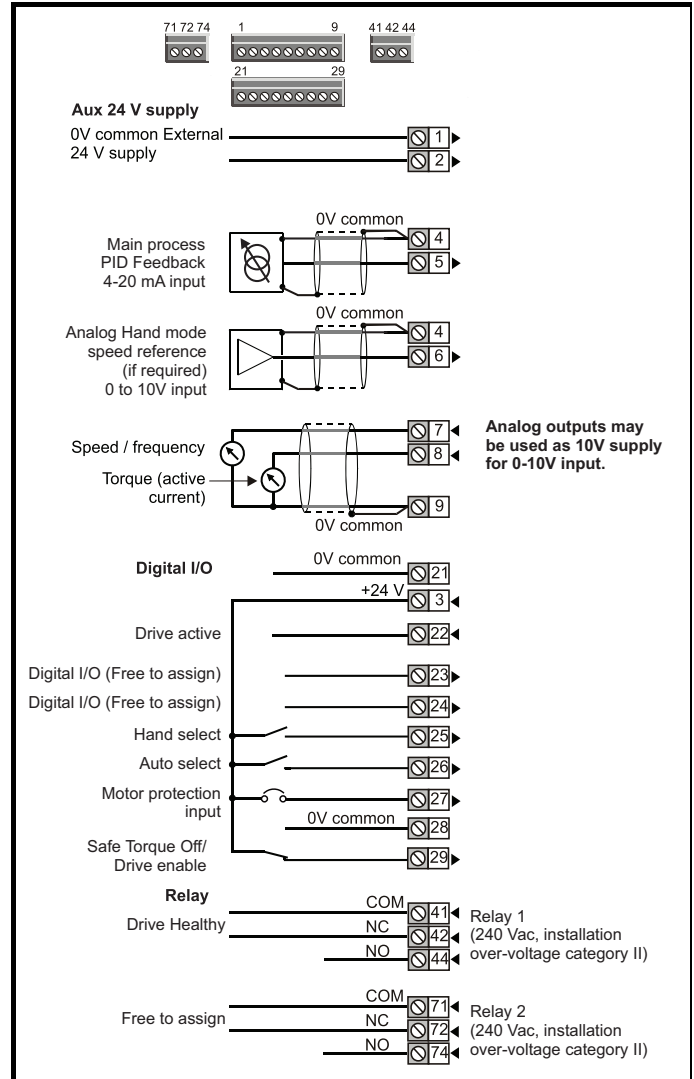 71 72 74 1 9 41 42 44
21 29
Aux 24 V supply
0V common External
24 V supply
1
2
0V common
Main process
PID Feedback
4-20 mA input
4
5
0V common
Analog Hand mode
speed reference
(if required)
0 to 10V input
4
6
Speed / frequency
Torque (active
current)
7
8
9
0V common
Analog outputs may
be used as 10V supply
for 0-10V input.
Digital I/O
0V common 21
+24 V 3
Drive active 22
Digital I/O (Free to assign) 23
Digital I/O (Free to assign) 24
Hand select 25
Auto select 26
Motor protection
input
27
0V common 28
Safe Torque Off/
Drive enable
29
Relay
Drive Healthy
COM 41
NC 42
NO 44
Relay 1
(240 Vac, installation
over-voltage category II)
Free to assign
COM 71
NC 72
NO 74
Relay 2
(240 Vac, installation
over-voltage category II)